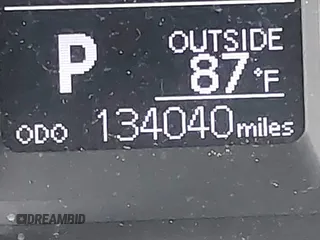 P
OUTSIDE
87°F
ODO 134040 miles
DREAMBID